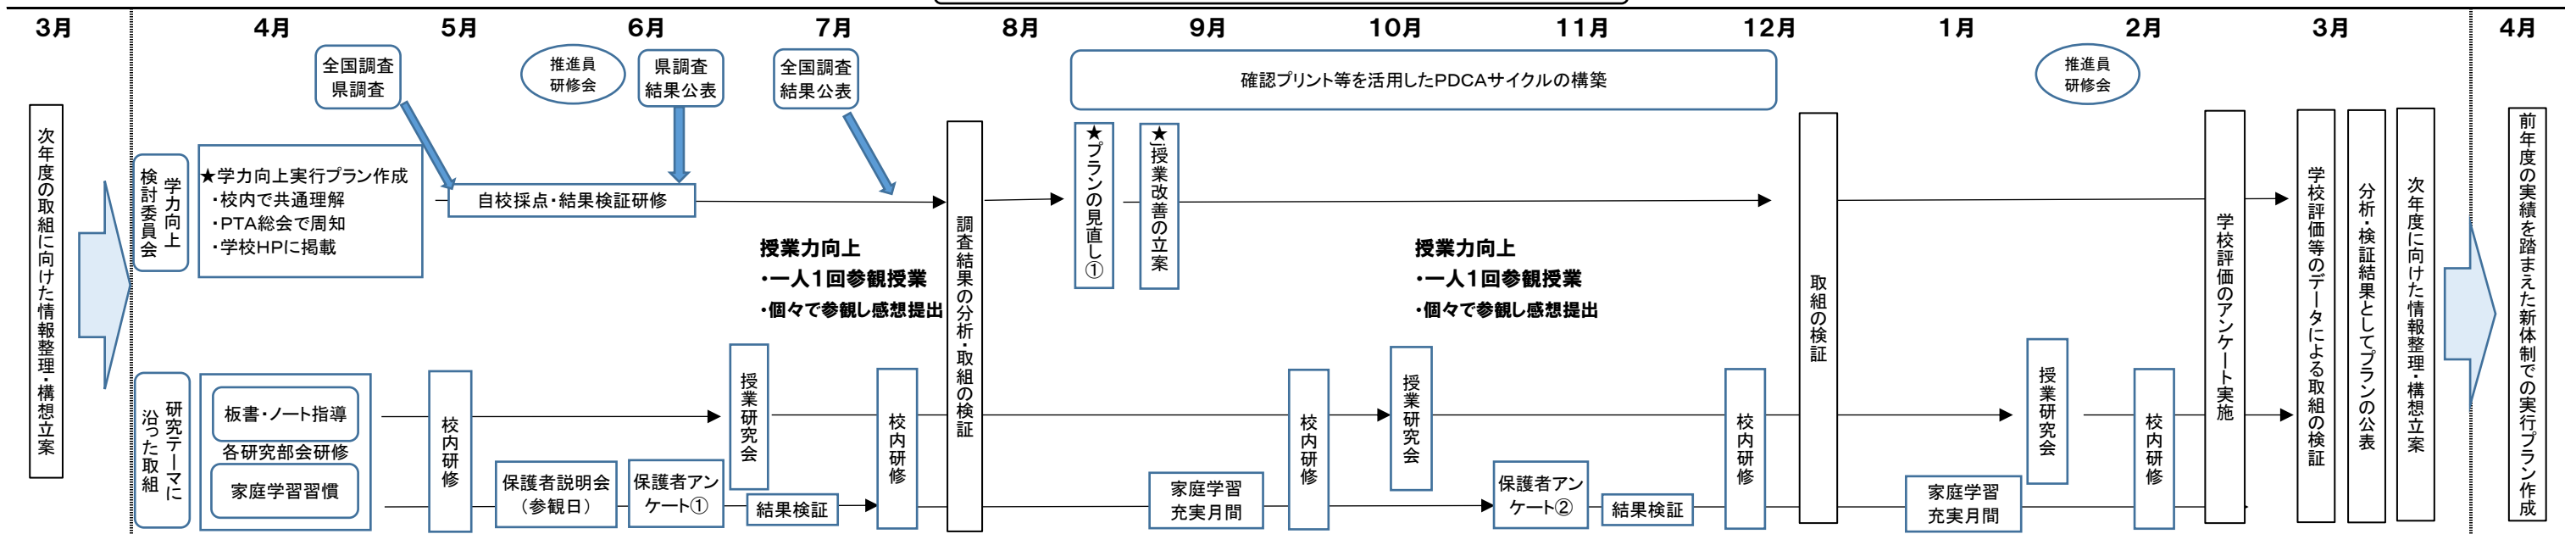 3月
4月
5月
6月
7月
8月
9月
10月
11月
12月
1月
2月
3月
4月
全国調査
県調査
推進員
研修会
県調査
結果公表
全国調査
結果公表
確認プリント等を活用したPDCAサイクルの構築
推進員
研修会
次年度の取組に向けた情報整理・構想立案
学力向上
検討委員会
★学力向上実行プラン作成
・校内で共通理解
・PTA総会で周知
・学校HPに掲載
自校採点・結果検証研修
授業力向上
・一人1回参観授業
・個々で参観し感想提出
調査結果の分析・取組の検証
★プランの見直し①
★j授業改善の立案
授業力向上
・一人1回参観授業
・個々で参観し感想提出
取組の検証
学校評価のアンケート実施
学校評価等のデータによる取組の検証
分析・検証結果としてプランの公表
次年度に向けた情報整理・構想立案
前年度の実績を踏まえた新体制での実行プラン作成
研究テーマに
沿った取組
板書・ノート指導
各研究部会研修
家庭学習習慣
校内研修
保護者説明会
(参観日)
保護者アン
ケート①
授業研究会
結果検証
校内研修
家庭学習
充実月間
校内研修
授業研究会
保護者アン
ケート②
結果検証
校内研修
家庭学習
充実月間
授業研究会
校内研修